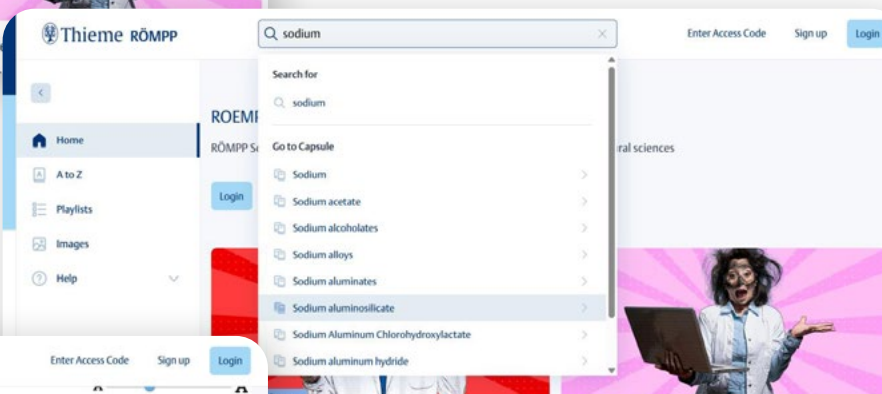 Thieme RÖMPP
sodium
Enter Access Code
Sign up
Login
Search for
sodium
Home
A to Z
Playlists
Images
Help
RÖMPP
Login
ral sciences
Go to Capsule
Sodium
Sodium acetate
Sodium alcoholates
Sodium alloys
Sodium aluminates
Sodium aluminosilicate
Sodium Aluminum Chlorohydroxylactate
Sodium aluminum hydride
Enter Access Code
Sign up
Login
A